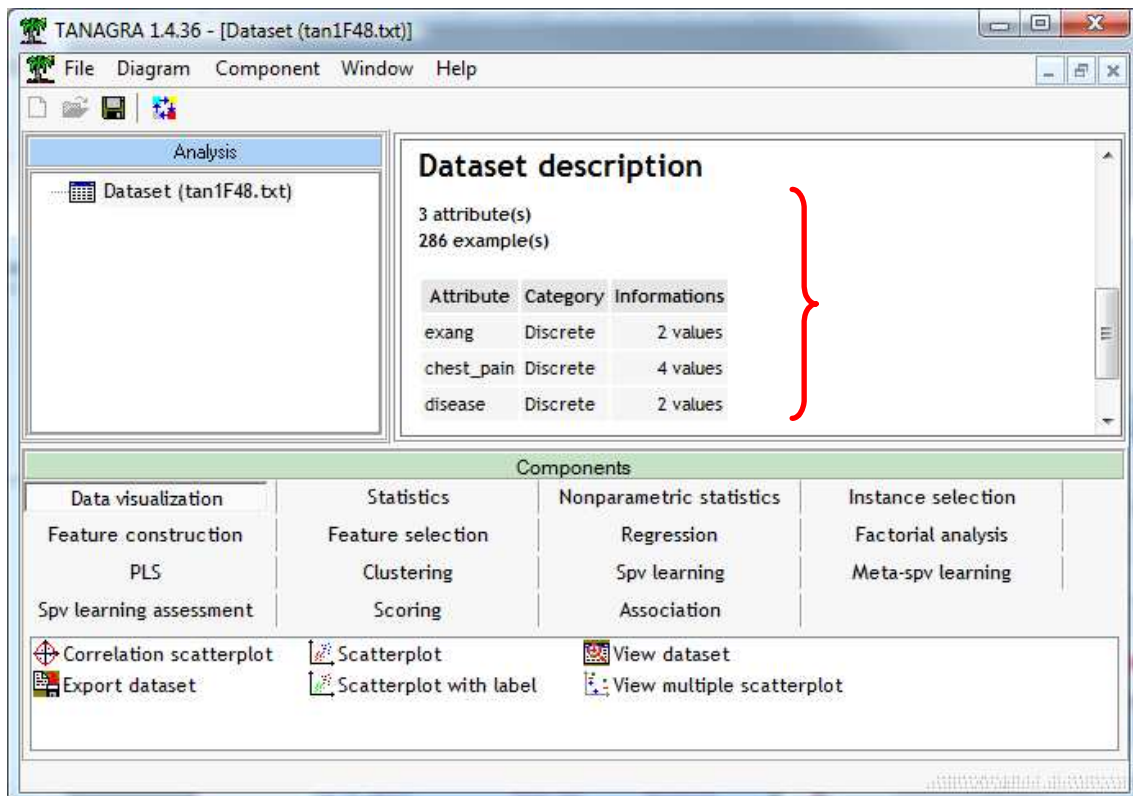 TANAGRA 1.4.36 - [Dataset (tan1F48.txt)]
File Diagram Component Window Help
Analysis
Dataset (tan1F48.txt)
Dataset description
3 attribute(s)
286 example(s)
Attribute Category Informations
exang Discrete 2 values
chest_pain Discrete 4 values
disease Discrete 2 values
Components
Data visualization Statistics Nonparametric statistics Instance selection
Feature construction Feature selection Regression Factorial analysis
PLS Clustering Spv learning Meta-spv learning
Spv learning assessment Scoring Association
Correlation scatterplot Scatterplot View dataset
Export dataset Scatterplot with label View multiple scatterplot